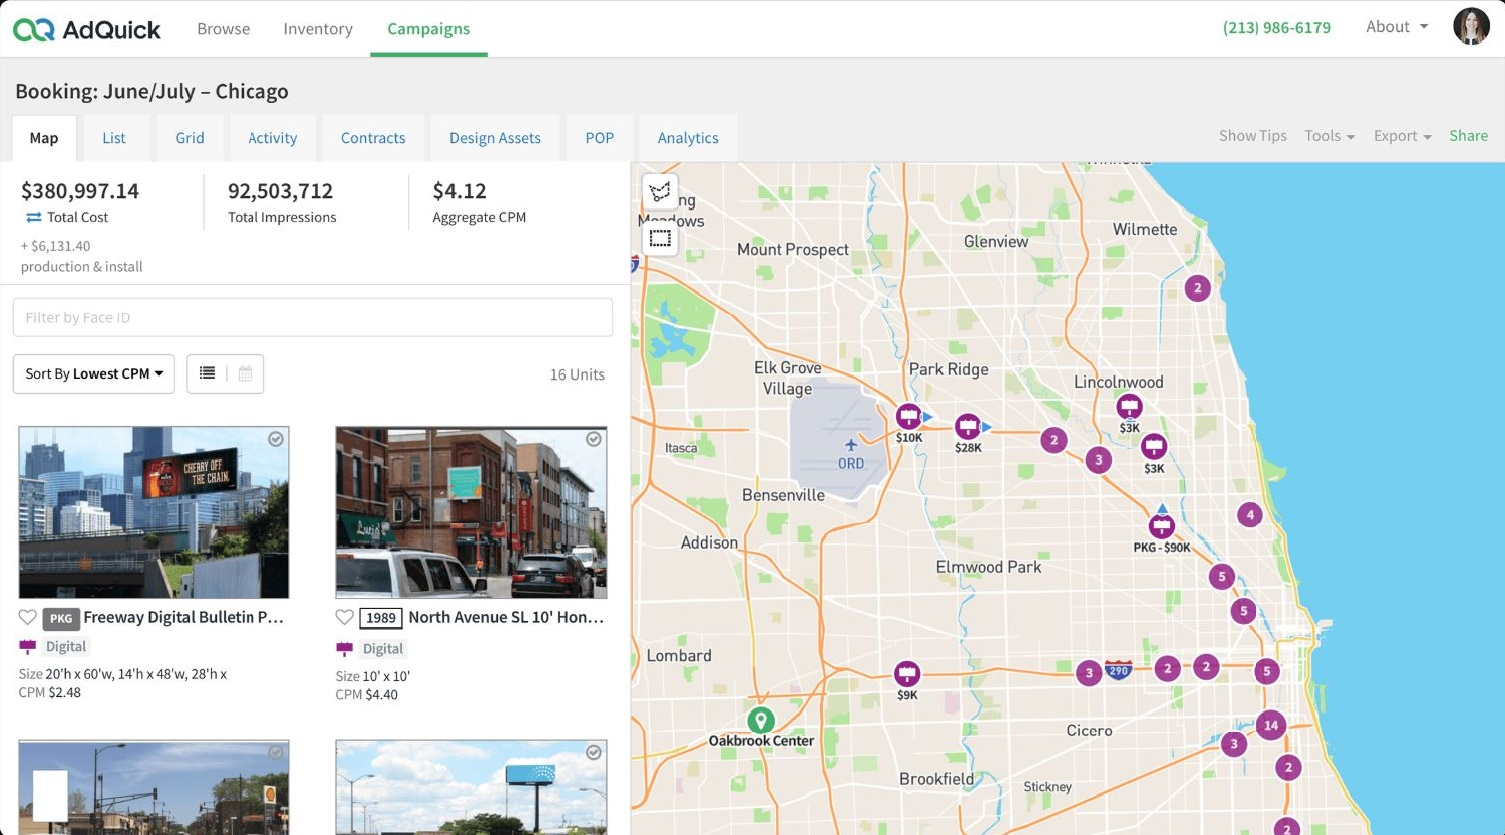 AdQuick
Browse
Inventory
Campaigns
(213) 986-6179
About
Booking: June/July – Chicago
Map
List
Grid
Activity
Contracts
Design Assets
POP
Analytics
Show Tips
Tools
Export
Share
$380,997.14
Total Cost
+ $6,131.40
production & install
92,503,712
Total Impressions
$4.12
Aggregate CPM
Filter by Face ID
Sort By Lowest CPM
16 Units
CHERRY OFF
THE CHAIN
PKG Freeway Digital Bulletin P...
Digital
Size 20'h x 60'w, 14'h x 48'w, 28'h x
CPM $2.48
1989 North Avenue SL 10' Hon...
Digital
Size 10' x 10'
CPM $4.40
Meadows
Mount Prospect
Glenview
Wilmette
2
Elk Grove
Village
Park Ridge
Lincolnwood
$3K
$10K
$28K
2
3
$3K
Itasca
ORD
Bensenville
4
Addison
PKG - $90K
Elmwood Park
5
5
Lombard
$9K
3
290
2
2
5
Oakbrook Center
Cicero
14
3
2
Brookfield
Stickney
2